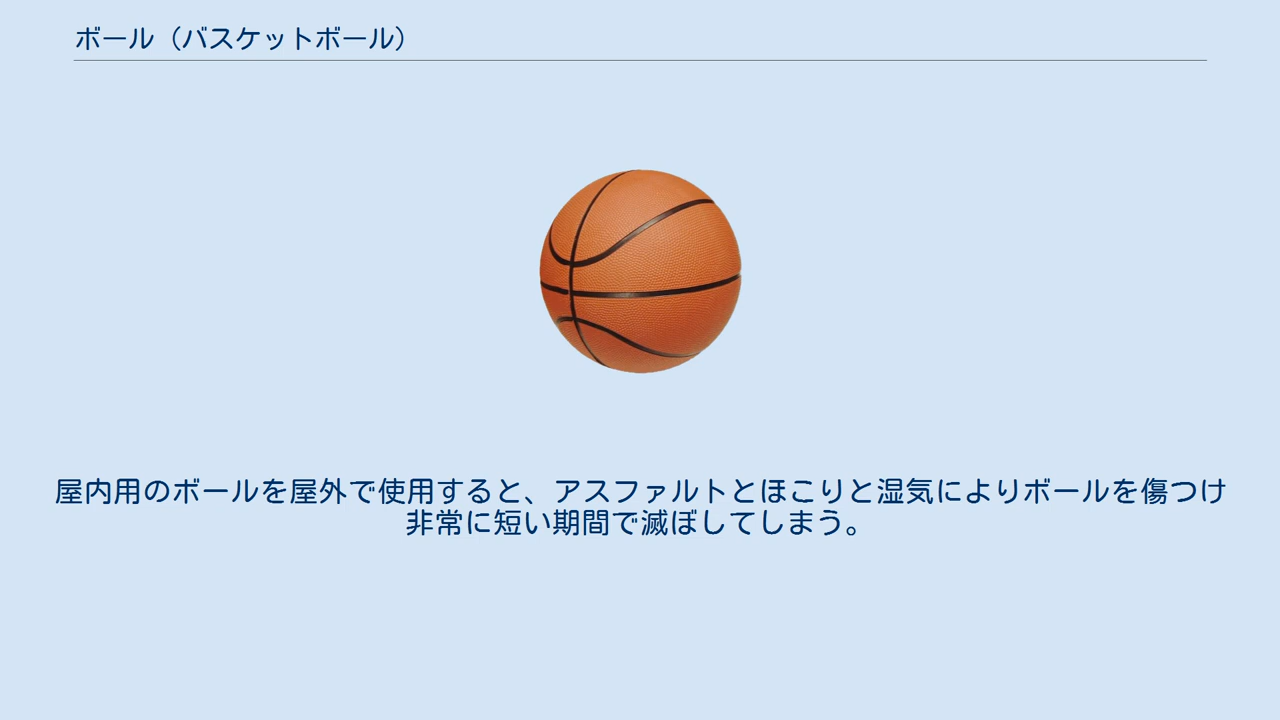 ボール（バスケットボール）
屋内用のボールを屋外で使用すると、アスファルトとほこりと湿気によりボールを傷つけ
非常に短い期間で滅ぼしてしまう。